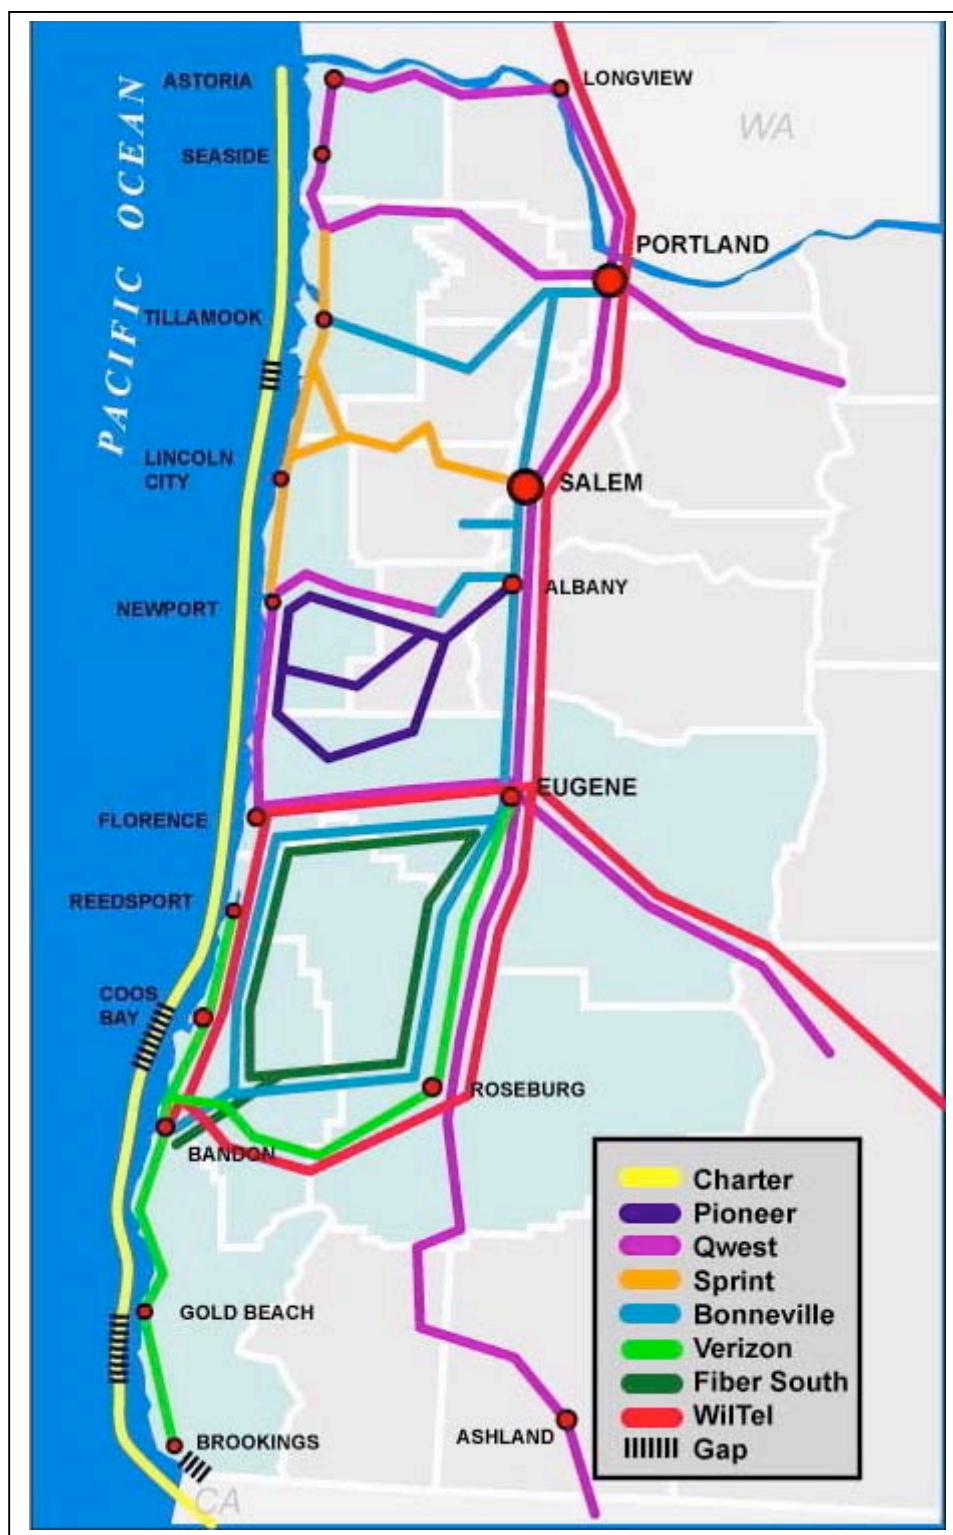 ASTORIA
LONGVIEW
WA
SEASIDE
PACIFIC OCEAN
PORTLAND
TILLAMOOK
LINCOLN
CITY
SALEM
ALBANY
NEWPORT
EUGENE
FLORENCE
REEDSPORT
COOS
BAY
ROSEBURG
BANDON
GOLD BEACH
BROOKINGS
ASHLAND
CA
Charter
Pioneer
Qwest
Sprint
Bonneville
Verizon
Fiber South
WilTel
Gap